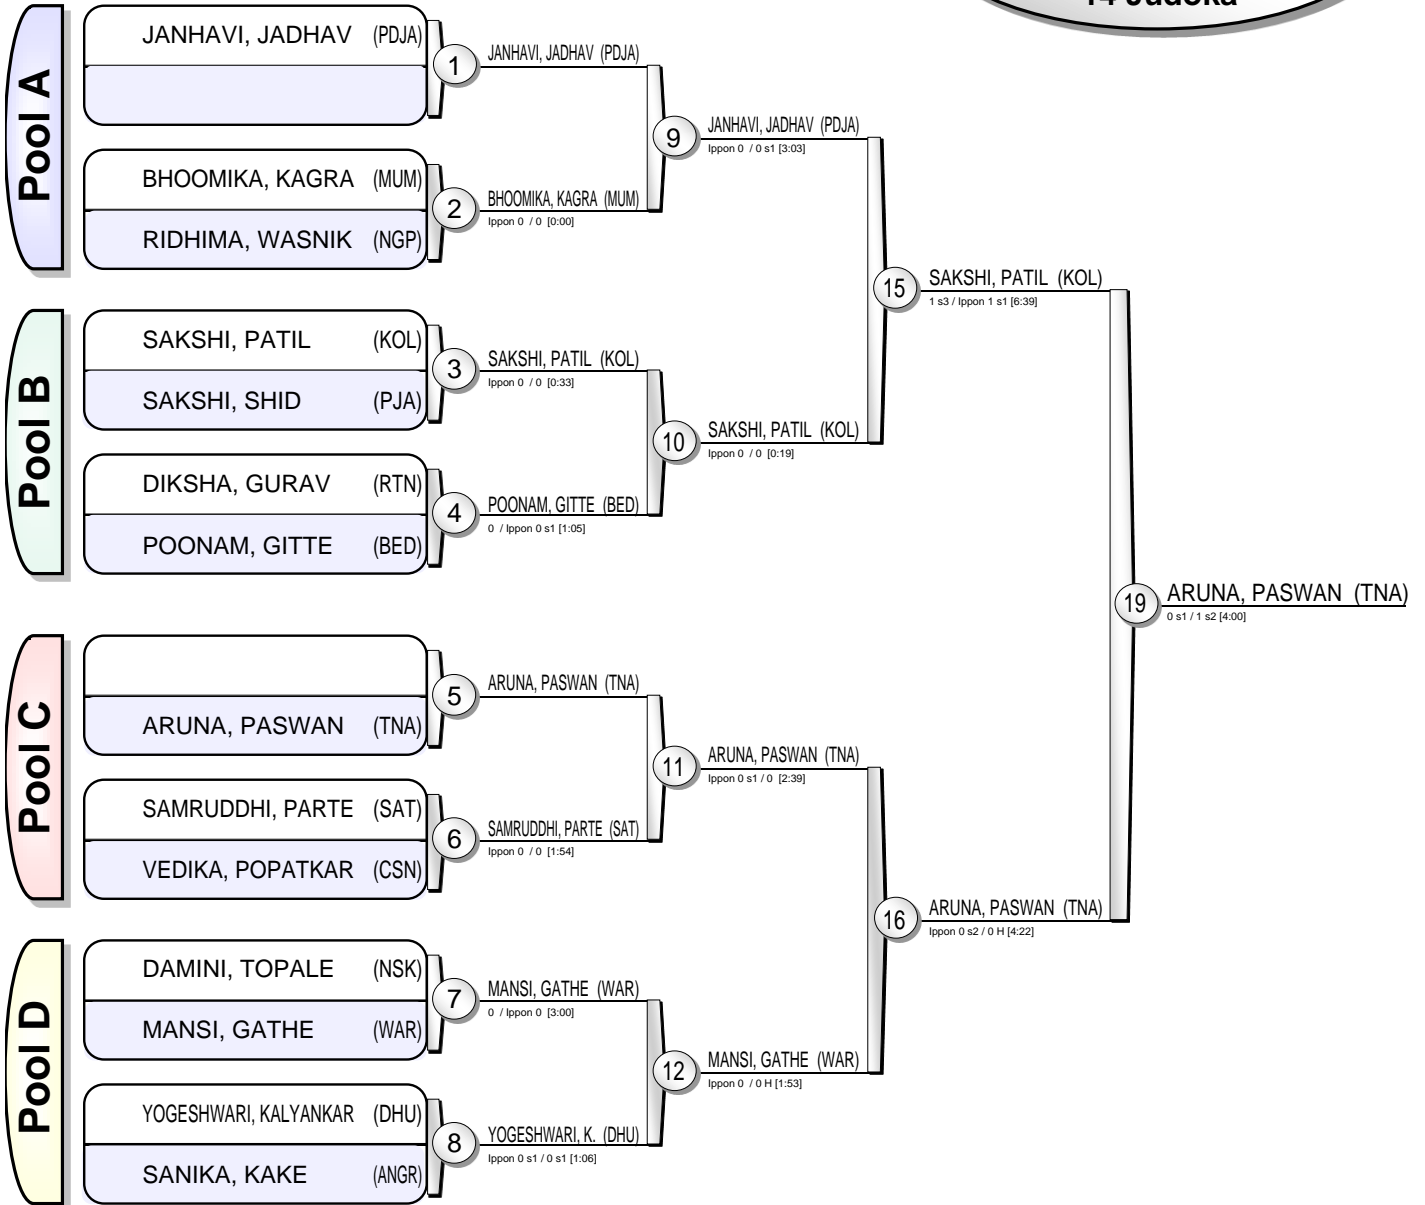 14 Judoka
Pool A
JANHAVI, JADHAV (PDJA)
BHOOMIKA, KAGRA (MUM)
RIDHIMA, WASNIK (NGP)
Pool B
SAKSHI, PATIL (KOL)
SAKSHI, SHID (PJA)
DIKSHA, GURAV (RTN)
POONAM, GITTE (BED)
Pool C
ARUNA, PASWAN (TNA)
SAMRUDDHI, PARTE (SAT)
VEDIKA, POPATKAR (CSN)
Pool D
DAMINI, TOPALE (NSK)
MANSI, GATHE (WAR)
YOGESHWARI, KALYANKAR (DHU)
SANIKA, KAKE (ANGR)
1 JANHAVI, JADHAV (PDJA)
2 BHOOMIKA, KAGRA (MUM)
Ippon 0 / 0 [0:00]
3 SAKSHI, PATIL (KOL)
Ippon 0 / 0 [0:33]
4 POONAM, GITTE (BED)
0 / Ippon 0 s1 [1:05]
5 ARUNA, PASWAN (TNA)
6 SAMRUDDHI, PARTE (SAT)
Ippon 0 / 0 [1:54]
7 MANSI, GATHE (WAR)
0 / Ippon 0 [3:00]
8 YOGESHWARI, K. (DHU)
Ippon 0 s1 / 0 s1 [1:06]
9 JANHAVI, JADHAV (PDJA)
Ippon 0 / 0 s1 [3:03]
10 SAKSHI, PATIL (KOL)
Ippon 0 / 0 [0:19]
11 ARUNA, PASWAN (TNA)
Ippon 0 s1 / 0 [2:39]
12 MANSI, GATHE (WAR)
Ippon 0 / 0 H [1:53]
15 SAKSHI, PATIL (KOL)
1 s3 / Ippon 1 s1 [6:39]
16 ARUNA, PASWAN (TNA)
Ippon 0 s2 / 0 H [4:22]
19 ARUNA, PASWAN (TNA)
0 s1 / 1 s2 [4:00]